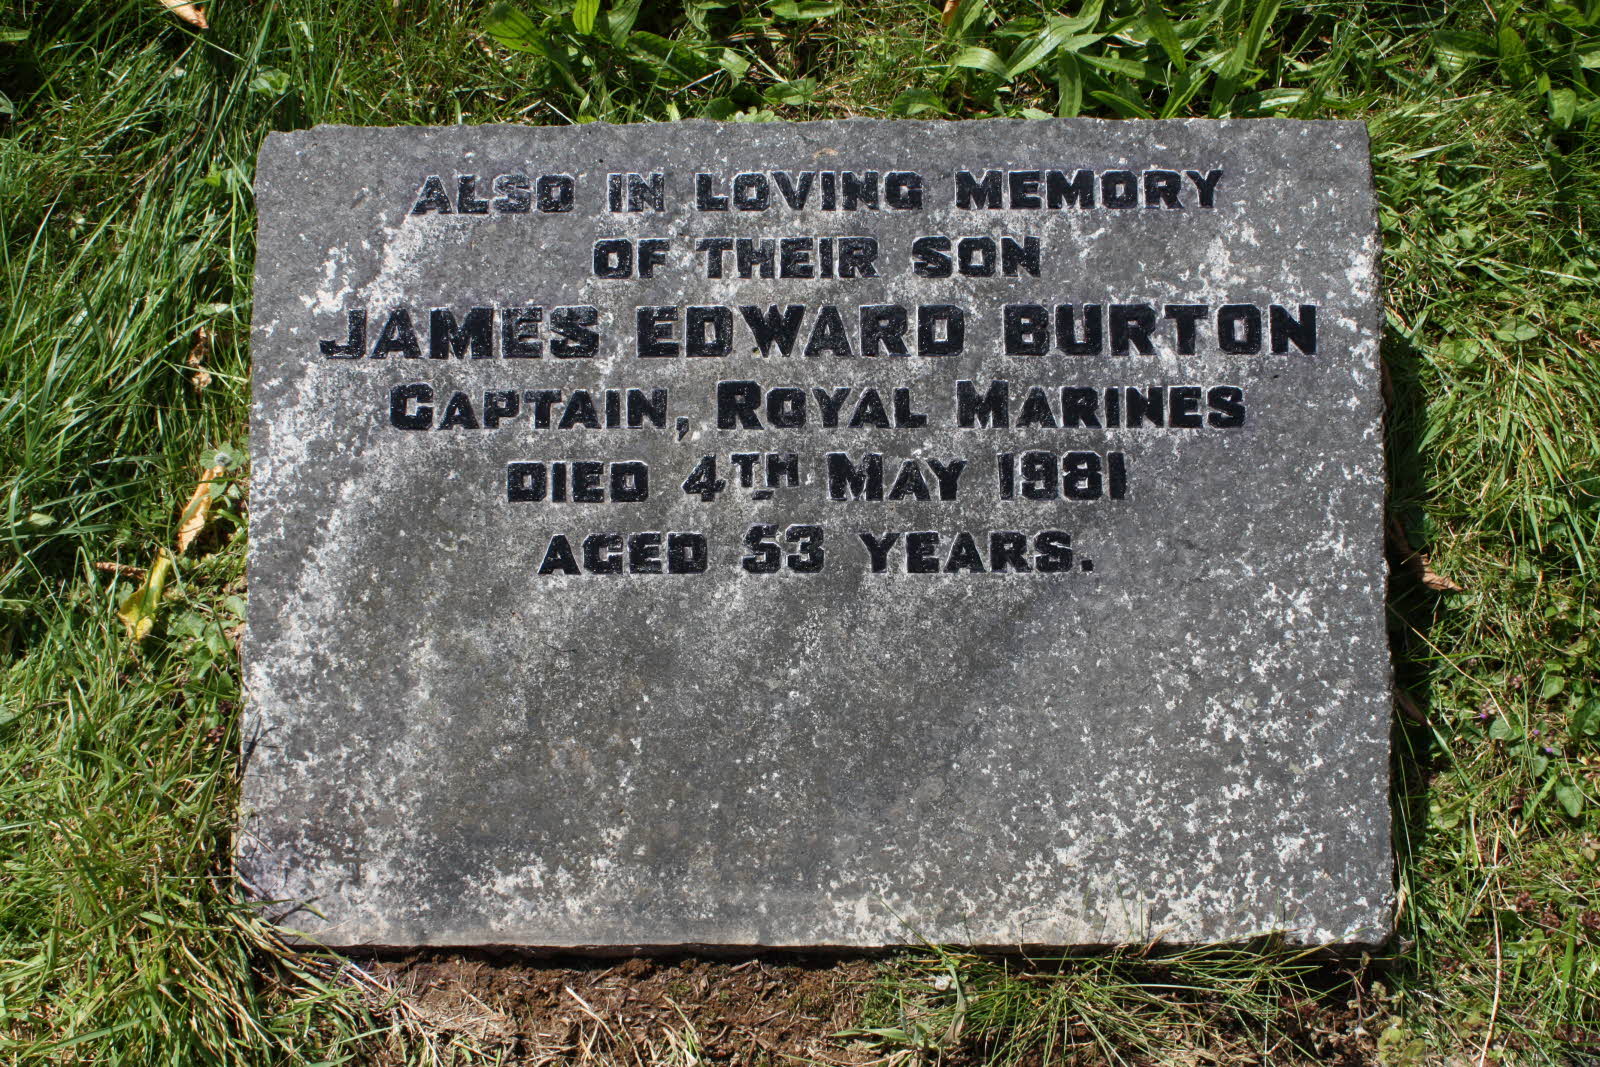 ALSO IN LOVING MEMORY
OF THEIR SON
JAMES EDWARD BURTON
CAPTAIN, ROYAL MARINES
DIED 4TH MAY 1981
AGED 53 YEARS.